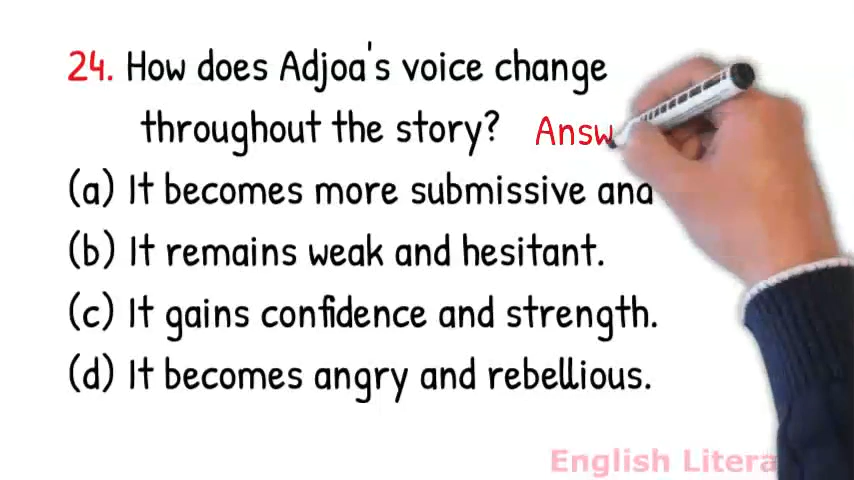 24. How does Adjoa's voice change
throughout the story? Answ
(a) It becomes more submissive and
(b) It remains weak and hesitant.
(c) It gains confidence and strength.
(d) It becomes angry and rebellious.
English Litera